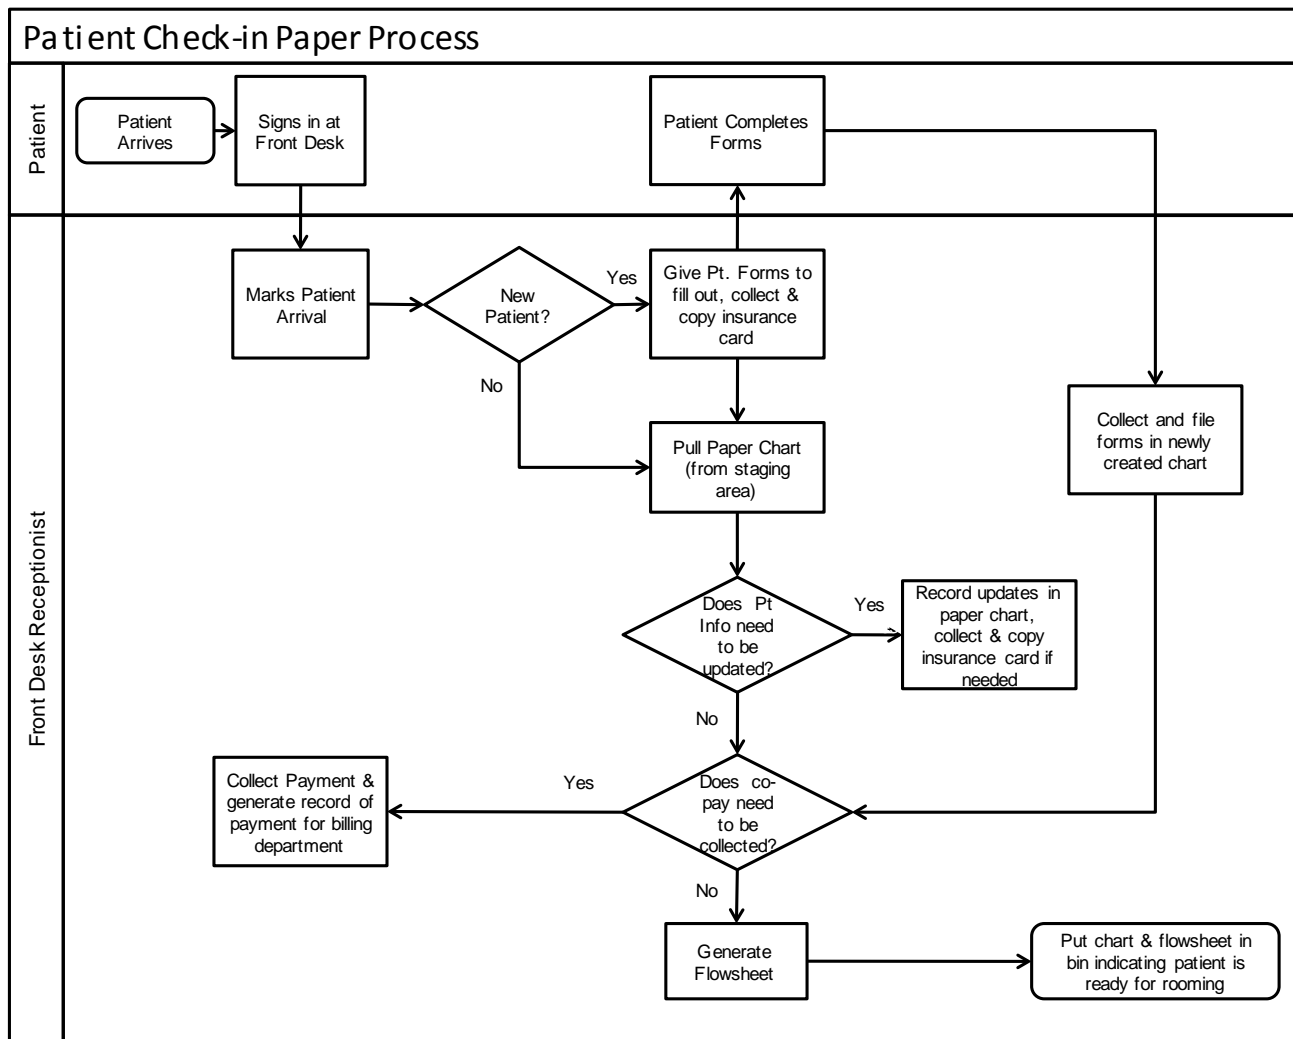 Patient Check-in Paper Process
Patient
Patient
Arrives
Signs in at
Front Desk
Patient Completes
Forms
Front Desk Receptionist
Marks Patient
Arrival
New
Patient?
Yes
No
Give Pt. Forms to
fill out, collect &
copy insurance
card
Pull Paper Chart
(from staging
area)
Collect and file
forms in newly
created chart
Does Pt
Info need
to be
updated?
Yes
No
Record updates in
paper chart,
collect & copy
insurance card if
needed
Does co-
pay need
to be
collected?
Yes
No
Collect Payment &
generate record of
payment for billing
department
Generate
Flowsheet
Put chart & flowsheet in
bin indicating patient is
ready for rooming